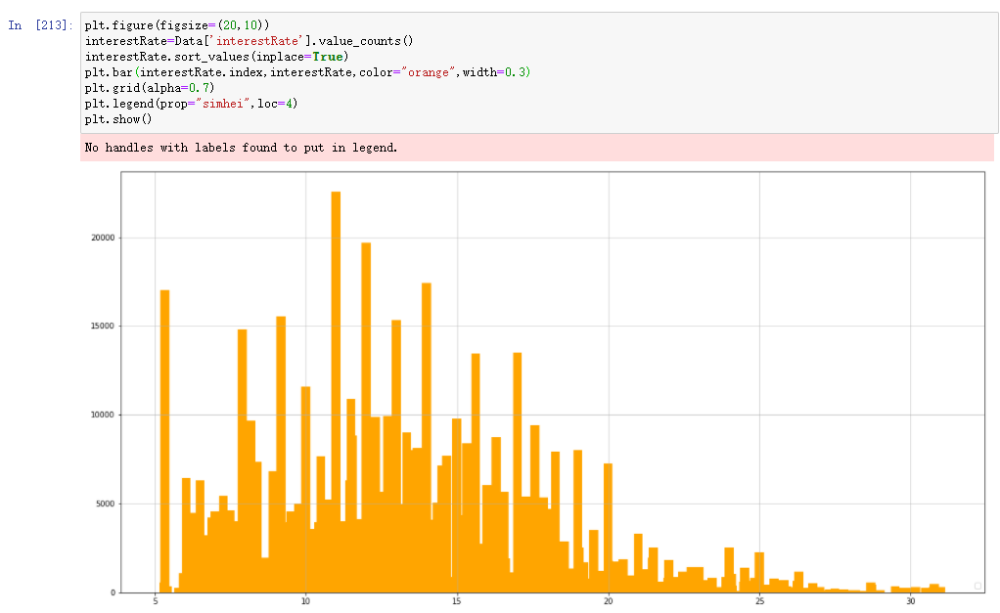 In [213]:
plt.figure(figsize=(20,10))
interestRate=Data['interestRate'].value_counts()
interestRate.sort_values(inplace=True)
plt.bar(interestRate.index,interestRate,color="orange",width=0.3)
plt.grid(alpha=0.7)
plt.legend(prop="simhei",loc=4)
plt.show()
No handles with labels found to put in legend.
20000
15000
10000
5000
0
5 10 15 20 25 30